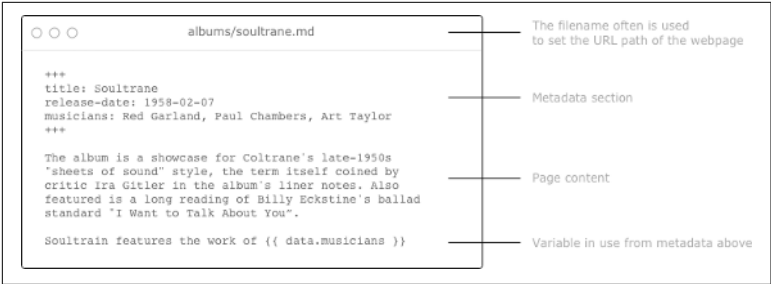 albums/soultrane.md
The filename often is used
to set the URL path of the webpage
+++
title: Soultrane
release-date: 1958-02-07
musicians: Red Garland, Paul Chambers, Art Taylor
+++
Metadata section
The album is a showcase for Coltrane's late-1950s
"sheets of sound" style, the term itself coined by
critic Ira Gitler in the album's liner notes. Also
featured is a long reading of Billy Eckstine's ballad
standard "I Want to Talk About You".
Page content
Soultrain features the work of {{ data.musicians }}
Variable in use from metadata above